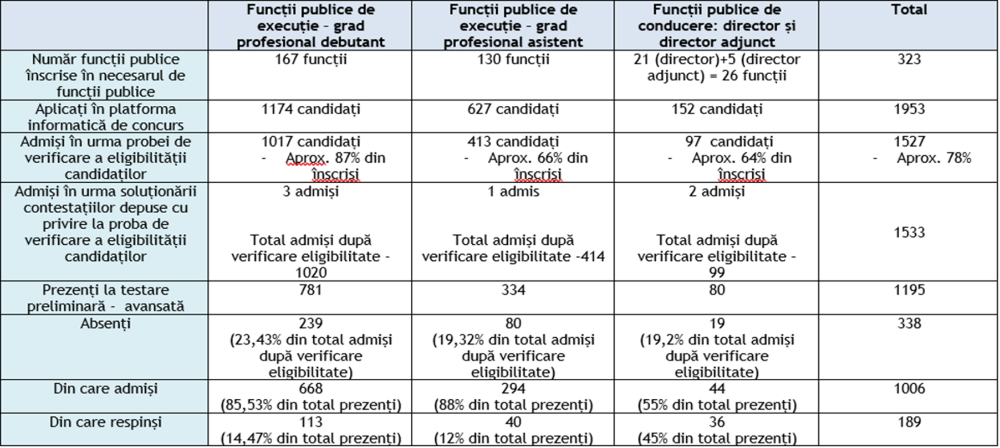 Funcții publice de
execuție – grad
profesional debutant
Funcții publice de
execuție – grad
profesional asistent
Funcții publice de
conducere: director și
director adjunct
Total
Număr funcții publice
înscrise în necesarul de
funcții publice
167 funcții
130 funcții
21 (director)+5 (director
adjunct) = 26 funcții
323
Aplicați în platforma
informatică de concurs
1174 candidați
627 candidați
152 candidați
1953
Admiși în urma probei de
verificare a eligibilității
candidaților
1017 candidați
- Aprox. 87% din
înscriși
413 candidați
- Aprox. 66% din
înscriși
97 candidați
- Aprox. 64% din
înscriși
1527
- Aprox. 78%
Admiși în urma soluționării
contestațiilor depuse cu
privire la proba de
verificare a eligibilității
candidaților
3 admiși
Total admiși după
verificare eligibilitate -
1020
1 admis
Total admiși după
verificare eligibilitate -414
2 admiși
Total admiși după
verificare eligibilitate -
99
1533
Prezenți la testare
preliminară - avansată
781
334
80
1195
Absenți
239
(23,43% din total admiși
după verificare
eligibilitate)
80
(19,32% din total admiși
după verificare
eligibilitate)
19
(19,2% din total admiși
după verificare
eligibilitate)
338
Din care admiși
668
(85,53% din total prezenți)
294
(88% din total prezenți)
44
(55% din total prezenți)
1006
Din care respinși
113
(14,47% din total prezenți)
40
(12% din total prezenți)
36
(45% din total prezenți)
189